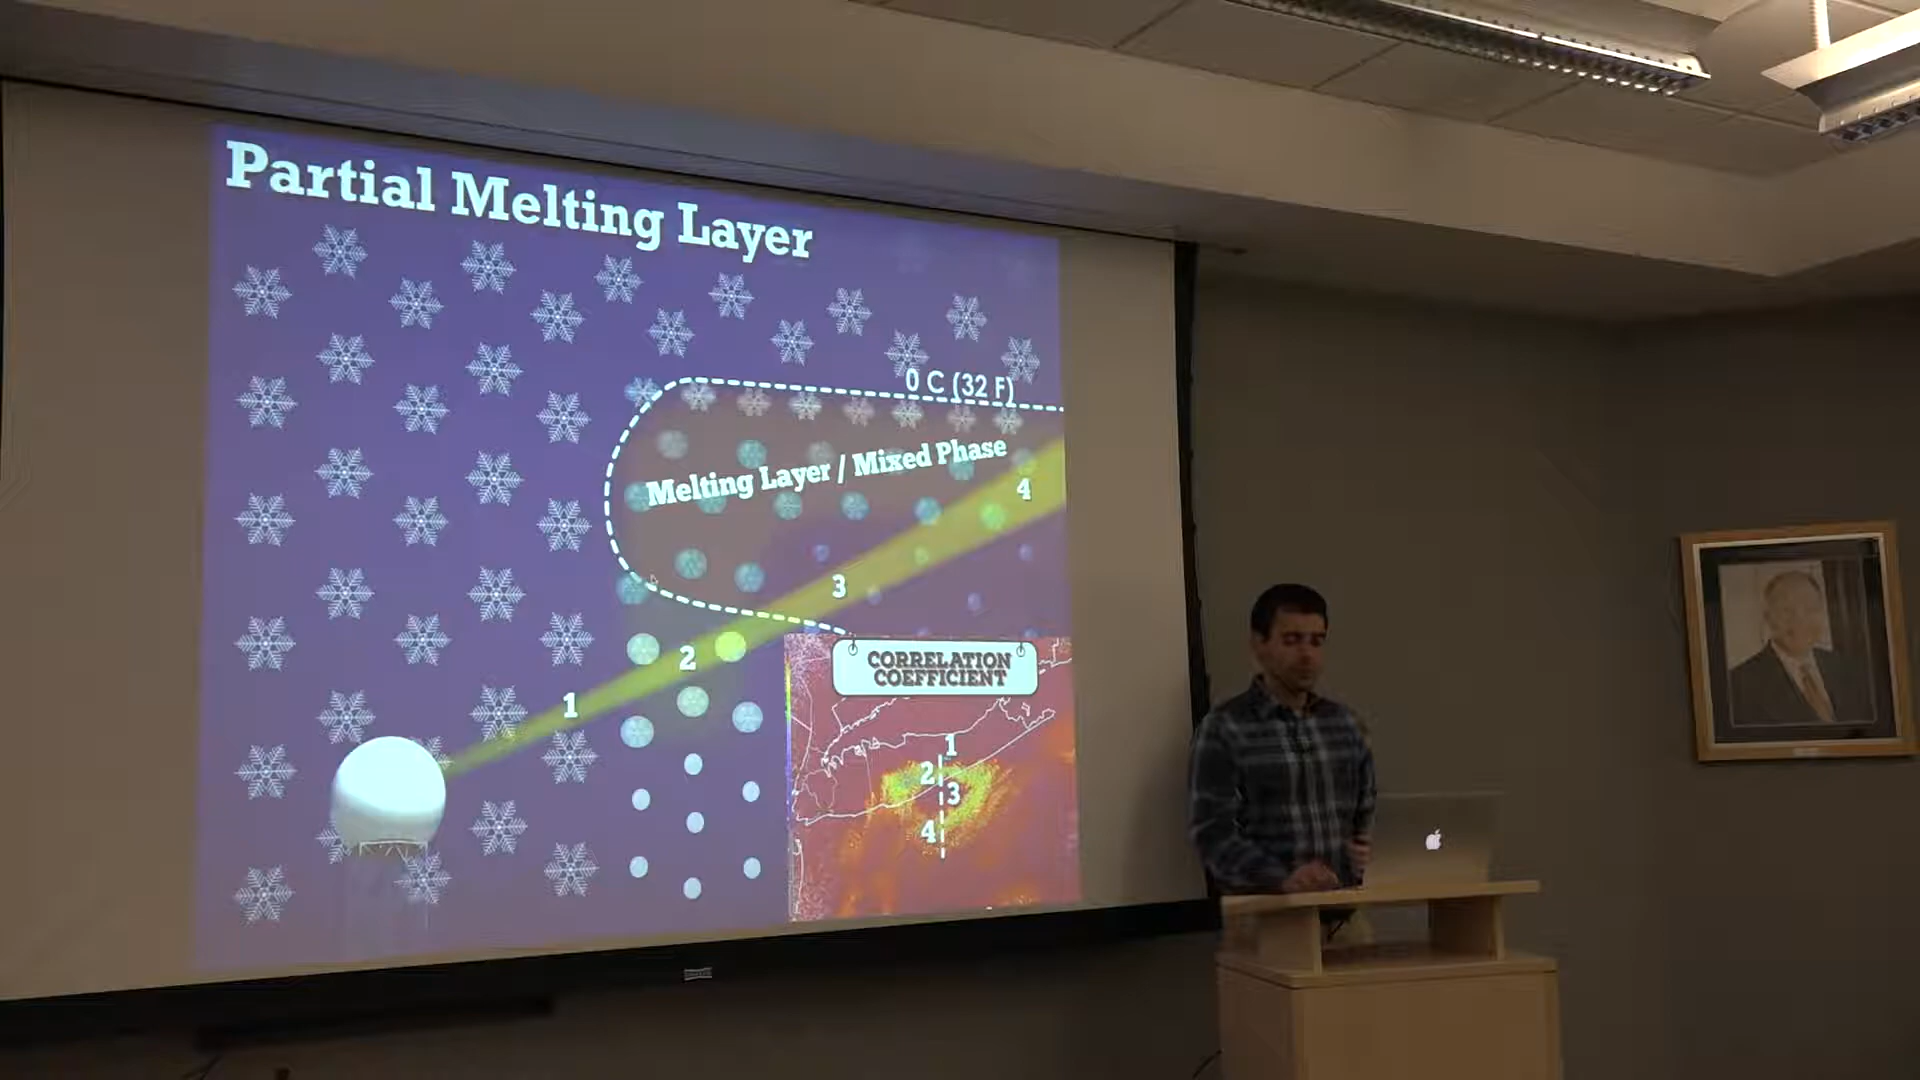 Partial Melting Layer
0 C (32 F)
Melting Layer / Mixed Phase
4
3
2
1
CORRELATION
COEFFICIENT
1
2
3
4